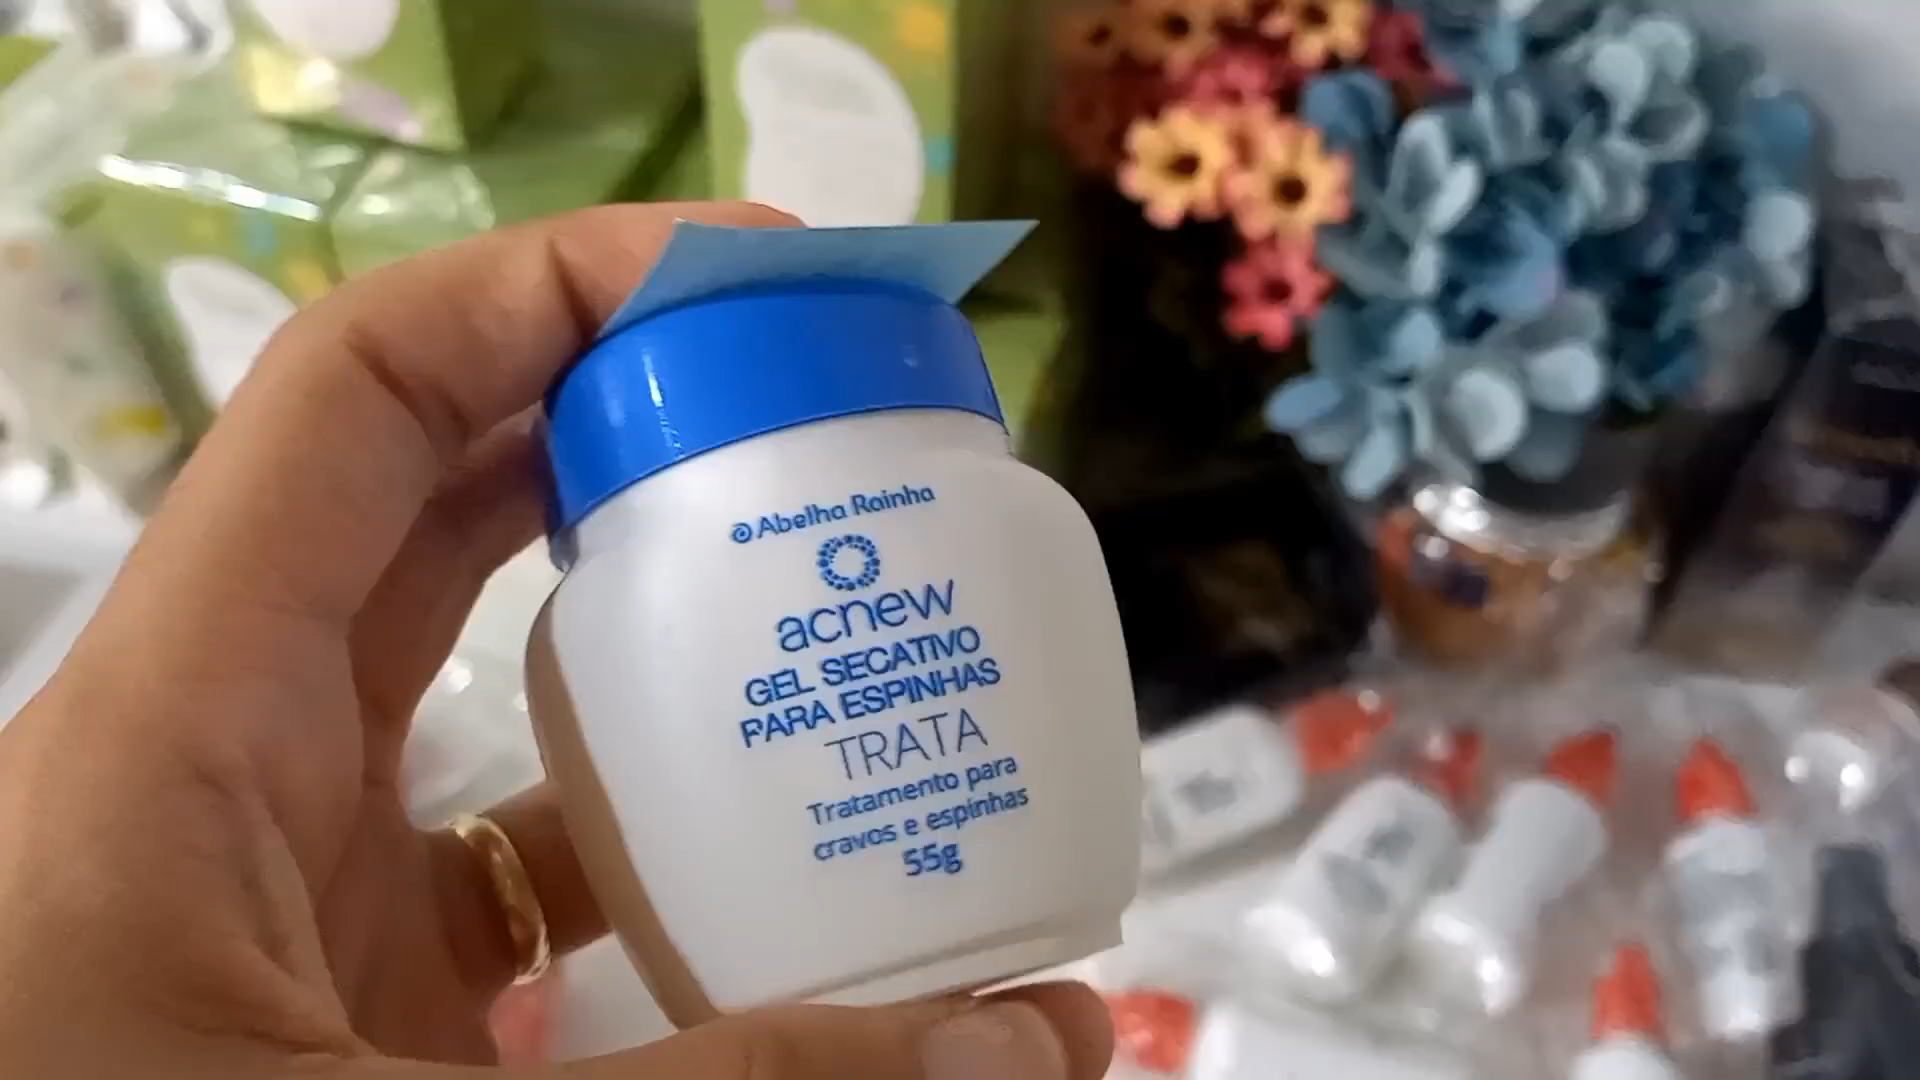 Abelha Rainha
acnew
GEL SECATIVO
PARA ESPINHAS
TRATA
Tratamento para
cravos e espinhas
55g